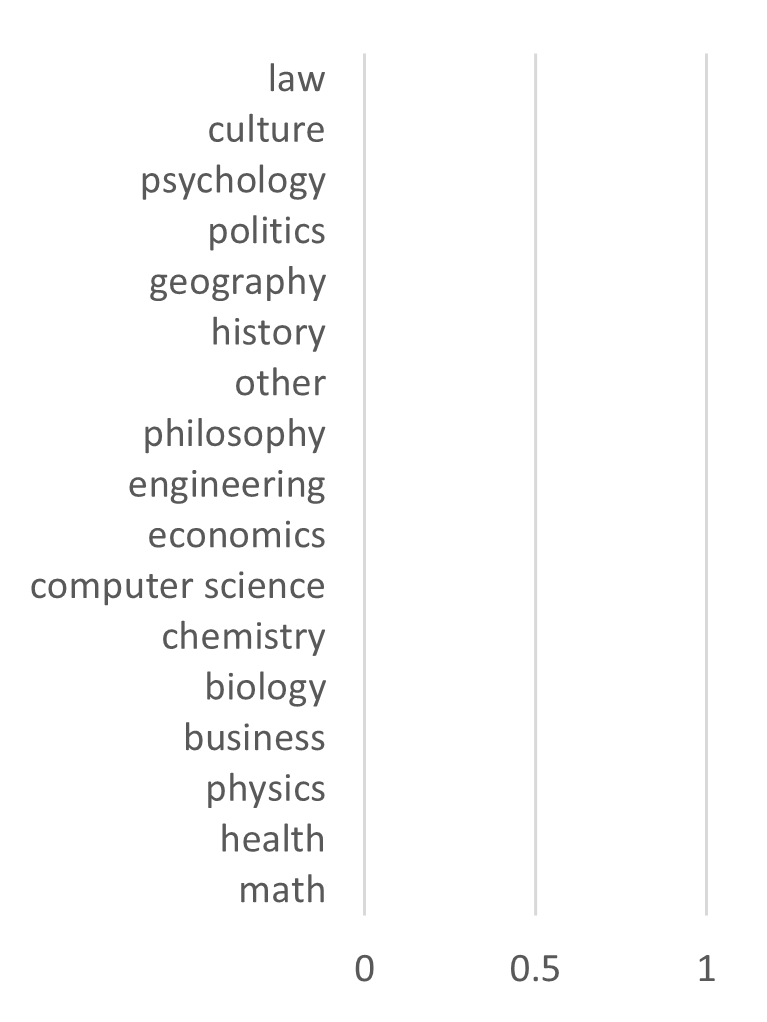 law
culture
psychology
politics
geography
history
other
philosophy
engineering
economics
computer science
chemistry
biology
business
physics
health
math
0 0.5 1